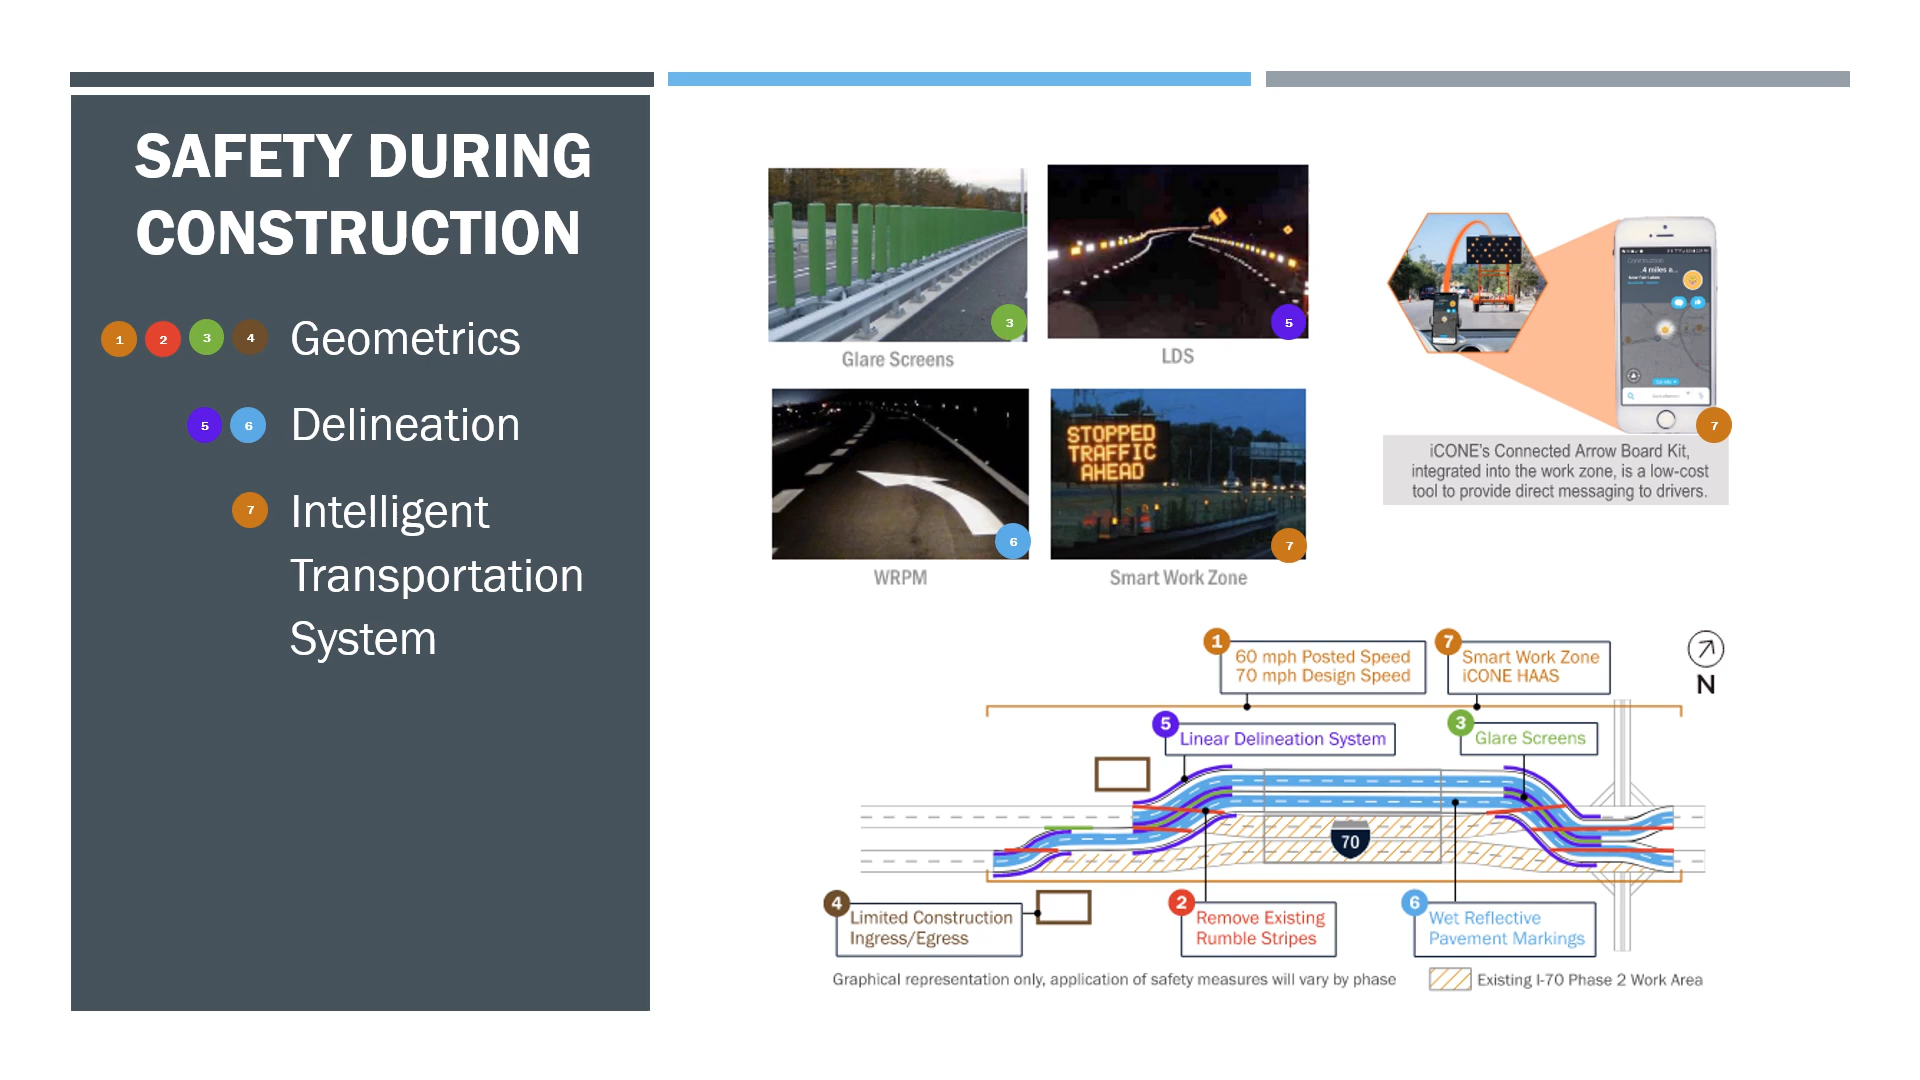 SAFETY DURING
CONSTRUCTION
1 2 3 4 Geometrics
5 6 Delineation
7 Intelligent
Transportation
System
3
Glare Screens
5
LDS
6
WRPM
STOPPED
TRAFFIC
AHEAD
7
Smart Work Zone
Construction
.4 miles a...
7
iCONE's Connected Arrow Board Kit,
integrated into the work zone, is a low-cost
tool to provide direct messaging to drivers.
1
60 mph Posted Speed
70 mph Design Speed
7
Smart Work Zone
iCONE HAAS
N
5
Linear Delineation System
3
Glare Screens
70
4
Limited Construction
Ingress/Egress
2
Remove Existing
Rumble Stripes
6
Wet Reflective
Pavement Markings
Graphical representation only, application of safety measures will vary by phase
Existing I-70 Phase 2 Work Area